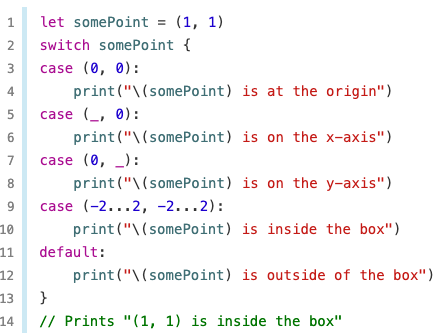 1 let somePoint = (1, 1)
2 switch somePoint {
3 case (0, 0):
4     print("\(somePoint) is at the origin")
5 case (_, 0):
6     print("\(somePoint) is on the x-axis")
7 case (0, _):
8     print("\(somePoint) is on the y-axis")
9 case (-2...2, -2...2):
10     print("\(somePoint) is inside the box")
11 default:
12     print("\(somePoint) is outside of the box")
13 }
14 // Prints "(1, 1) is inside the box"